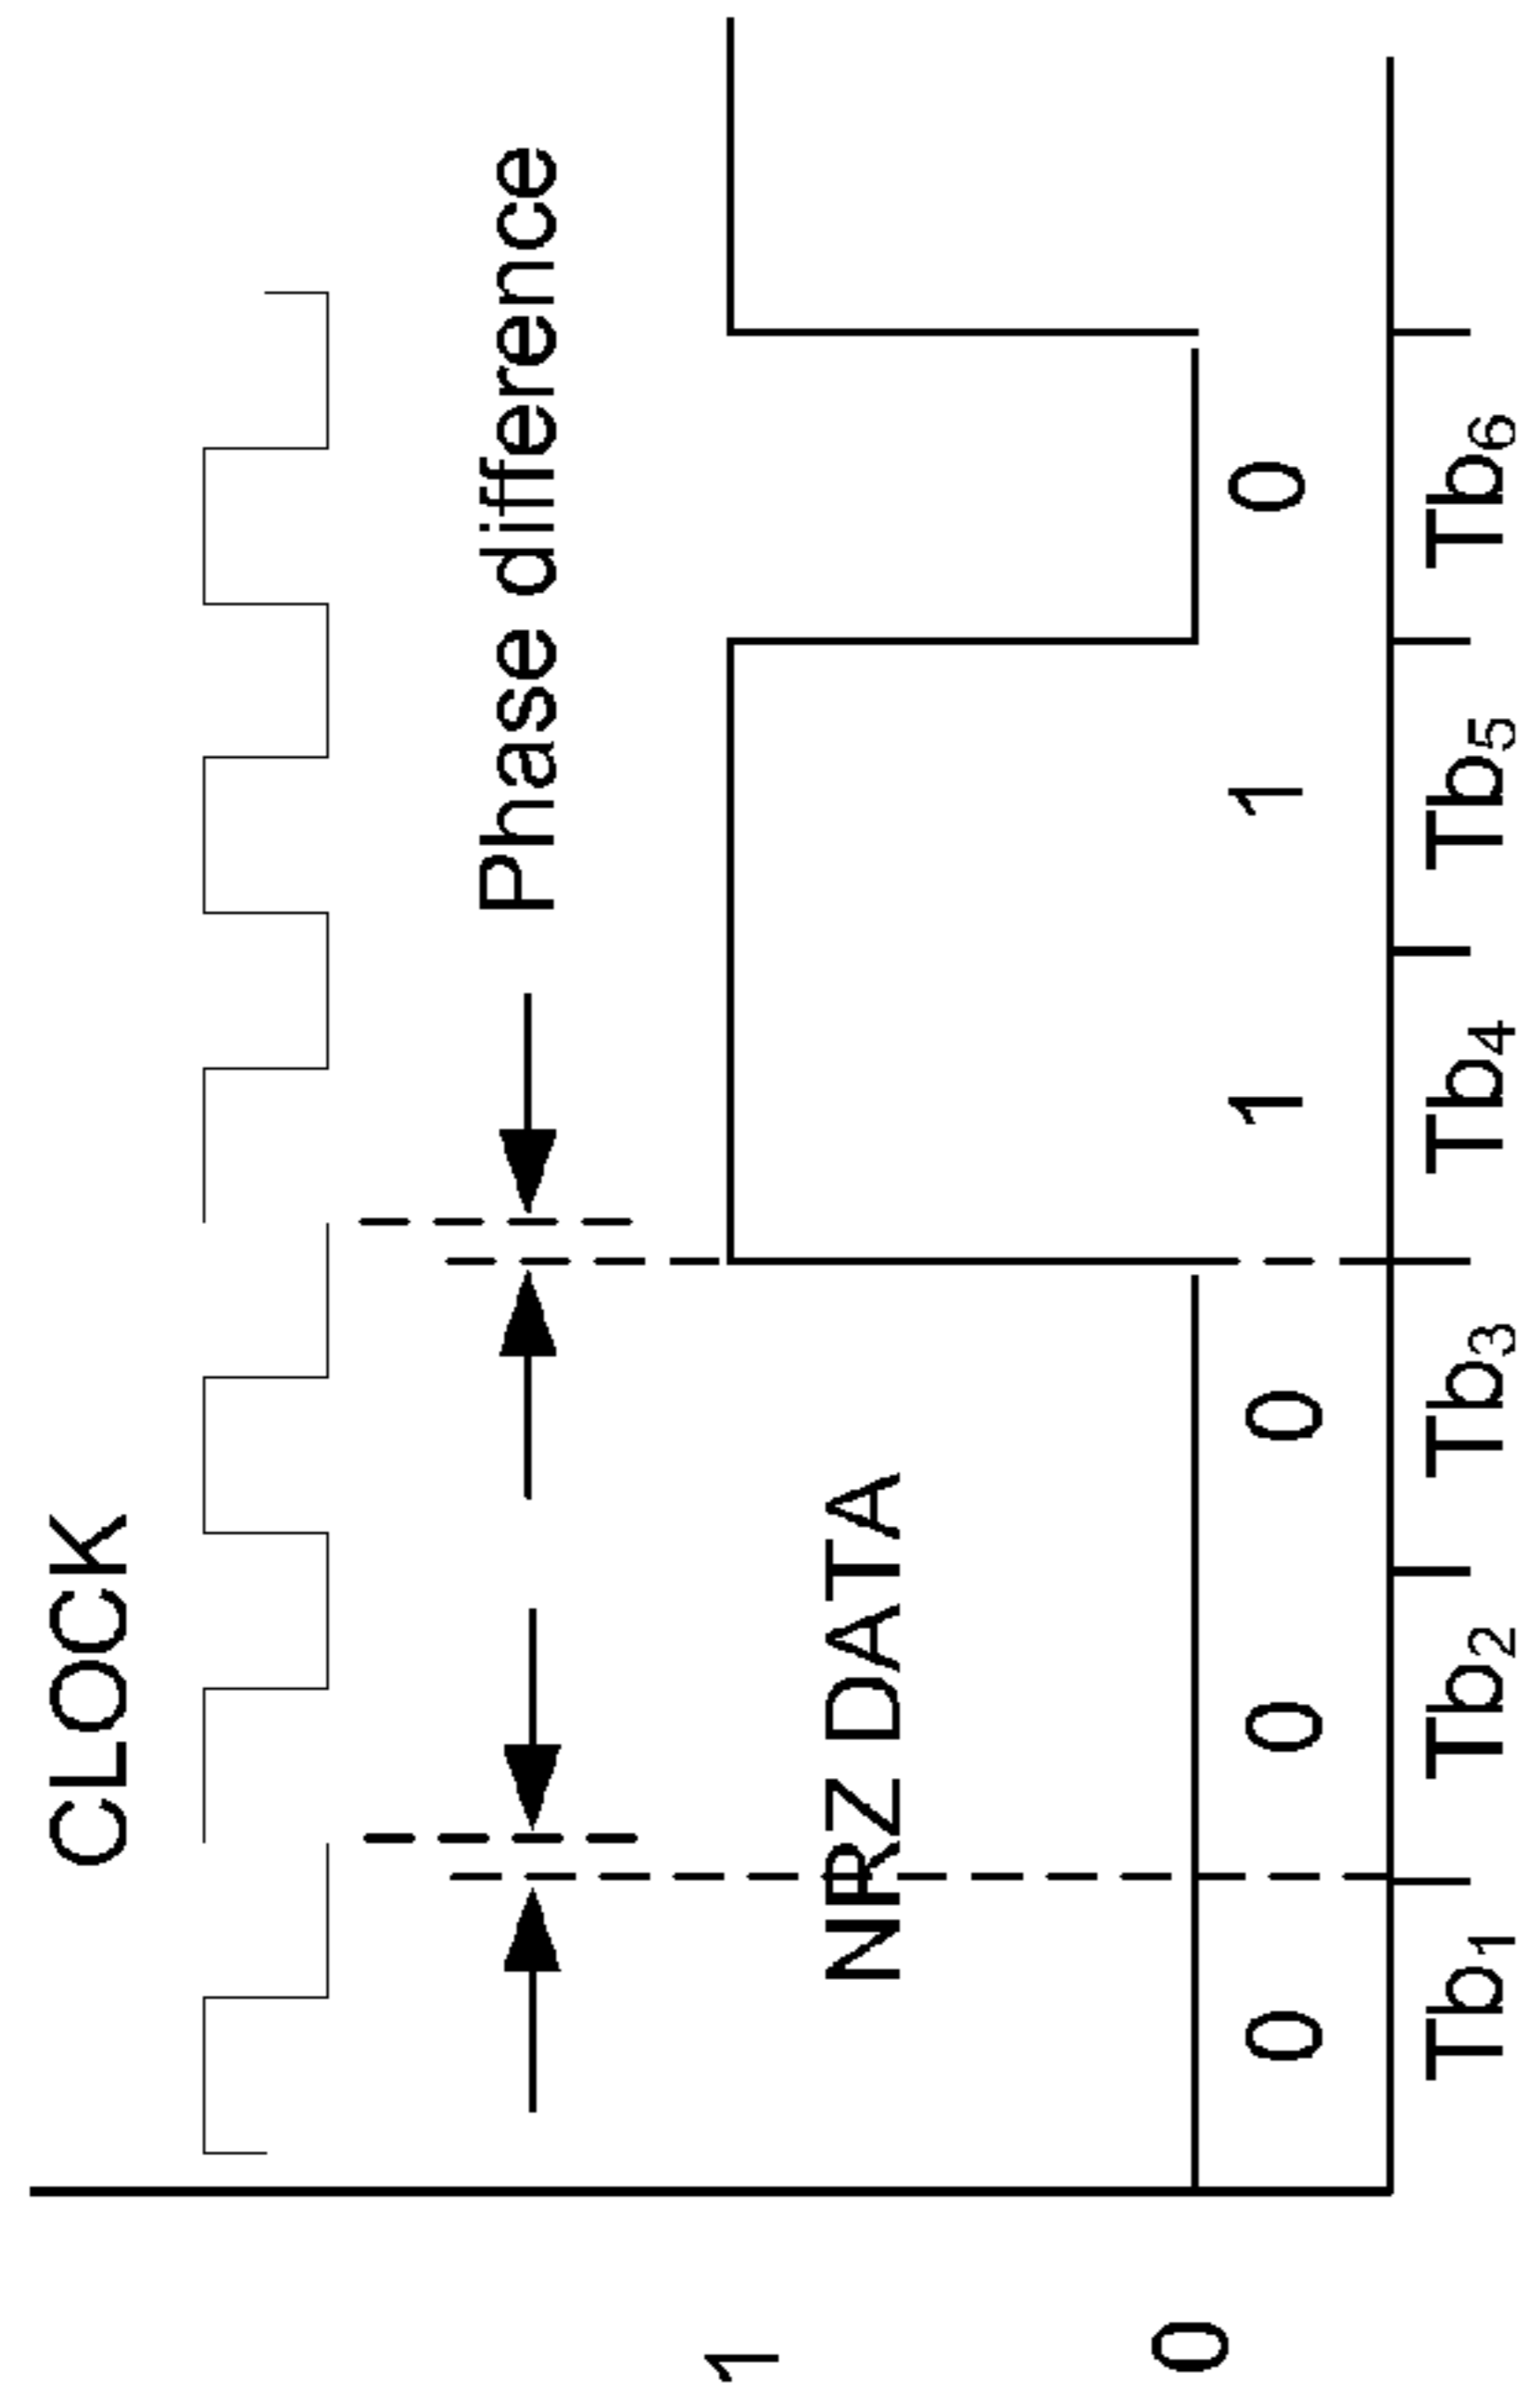 CLOCK
Phase difference
1
NRZ DATA
0
0 0 0 1 1 0
Tb1 Tb2 Tb3 Tb4 Tb5 Tb6